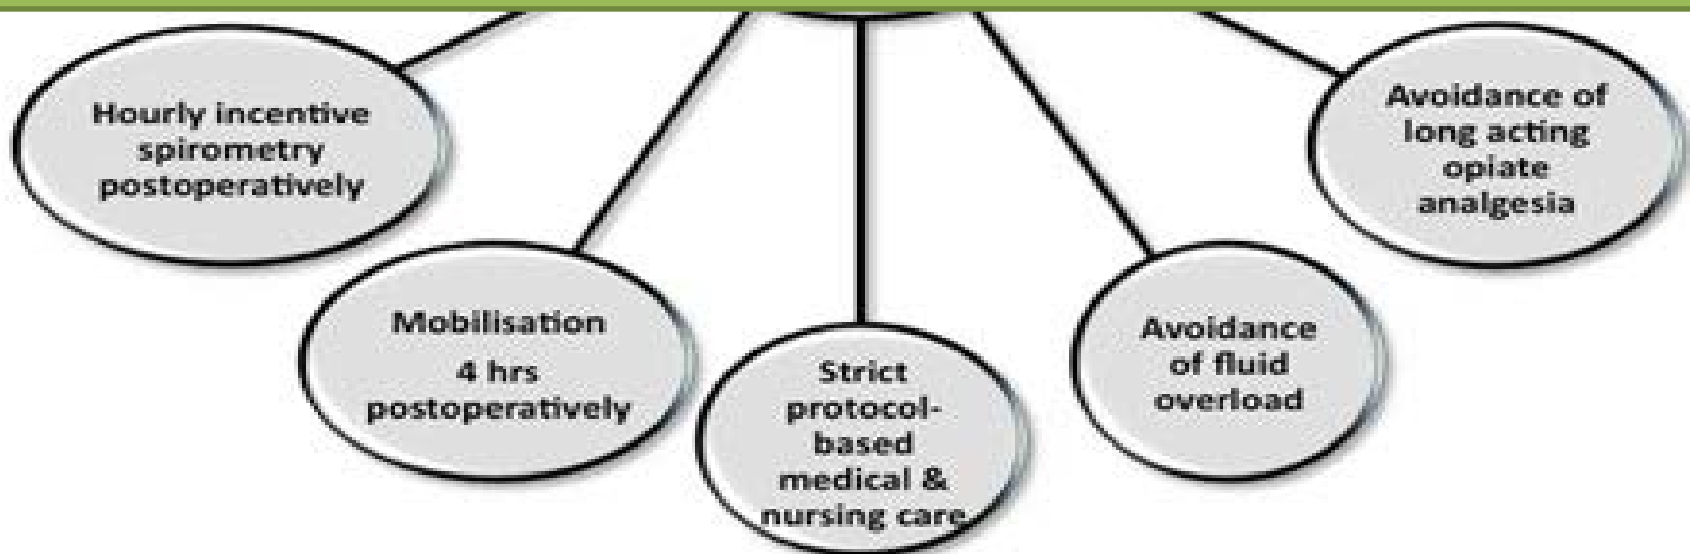 Hourly incentive
spirometry
postoperatively
Mobilisation
4 hrs
postoperatively
Strict
protocol-
based
medical &
nursing care
Avoidance
of fluid
overload
Avoidance of
long acting
opiate
analgesia